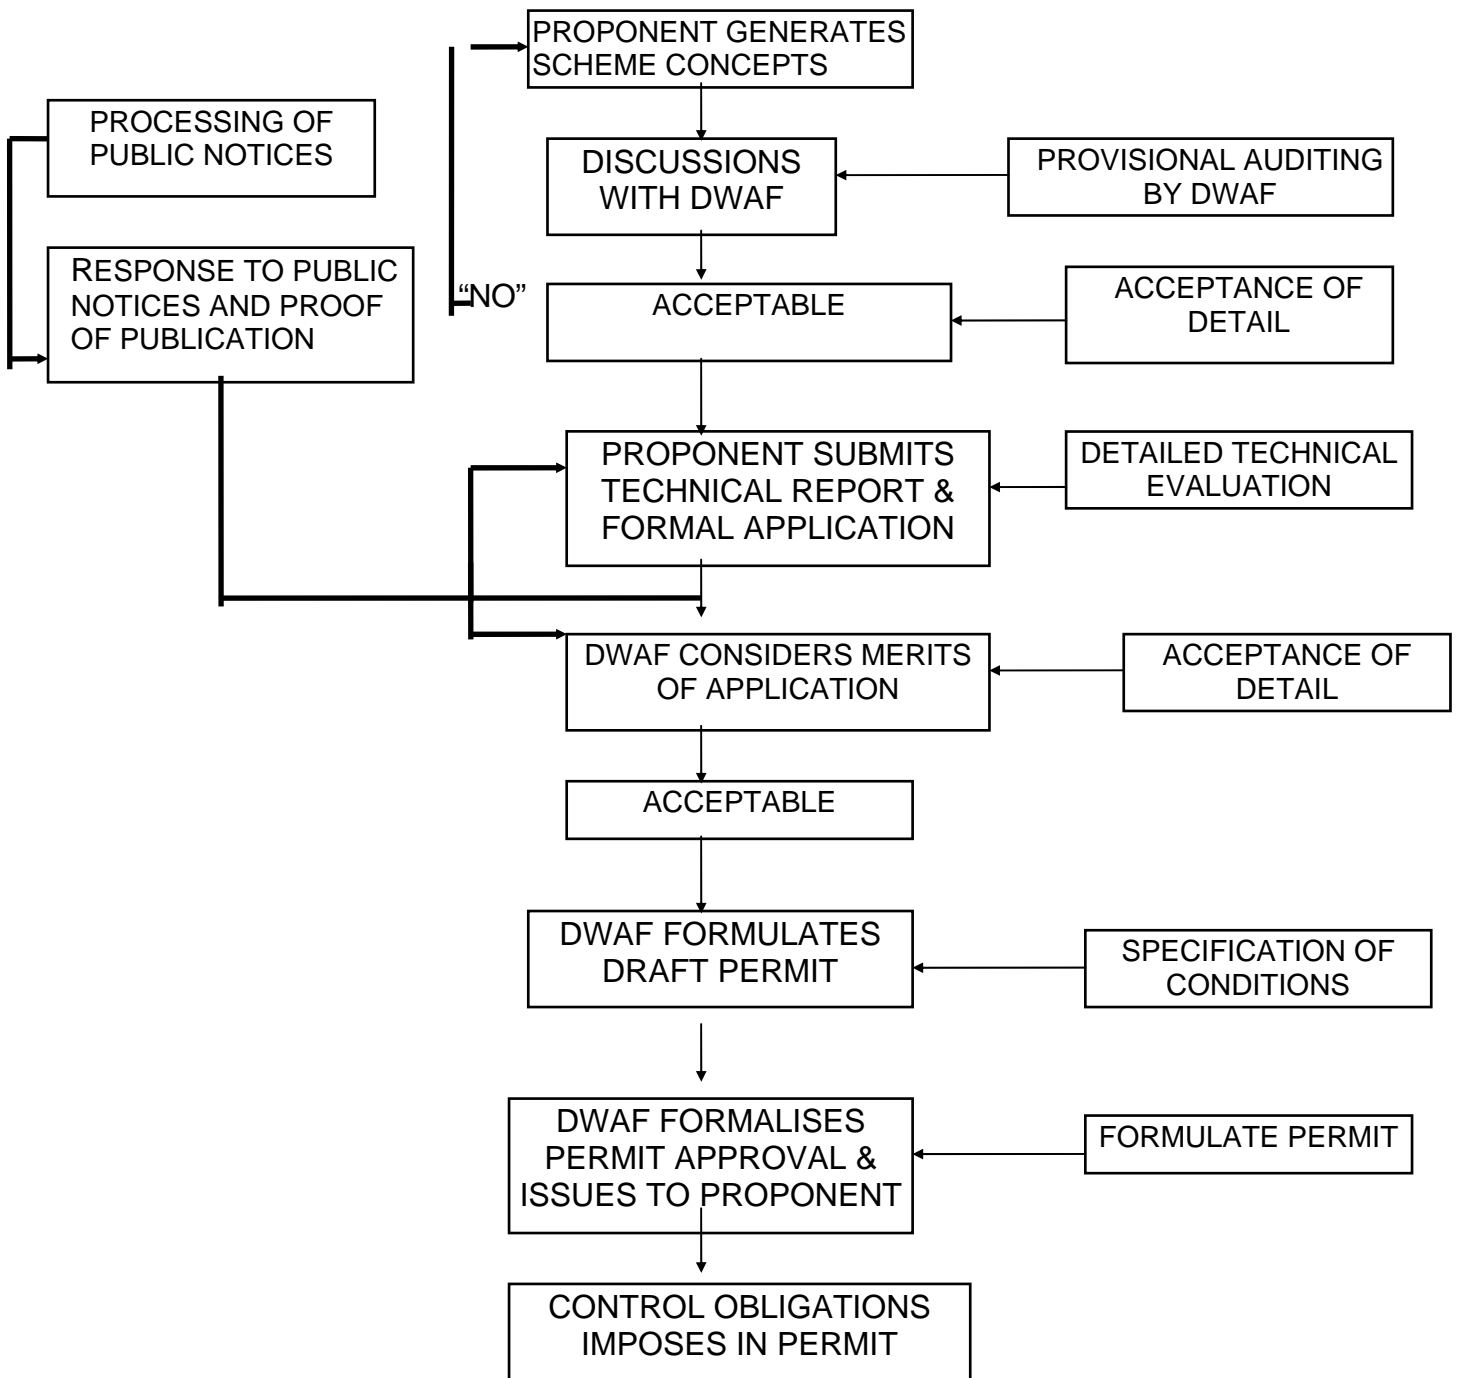 PROPONENT GENERATES
SCHEME CONCEPTS
PROCESSING OF
PUBLIC NOTICES
DISCUSSIONS
WITH DWAF
PROVISIONAL AUDITING
BY DWAF
RESPONSE TO PUBLIC
NOTICES AND PROOF
OF PUBLICATION
“NO”
ACCEPTABLE
ACCEPTANCE OF
DETAIL
PROPONENT SUBMITS
TECHNICAL REPORT &
FORMAL APPLICATION
DETAILED TECHNICAL
EVALUATION
DWAF CONSIDERS MERITS
OF APPLICATION
ACCEPTANCE OF
DETAIL
ACCEPTABLE
DWAF FORMULATES
DRAFT PERMIT
SPECIFICATION OF
CONDITIONS
DWAF FORMALISES
PERMIT APPROVAL &
ISSUES TO PROPONENT
FORMULATE PERMIT
CONTROL OBLIGATIONS
IMPOSES IN PERMIT